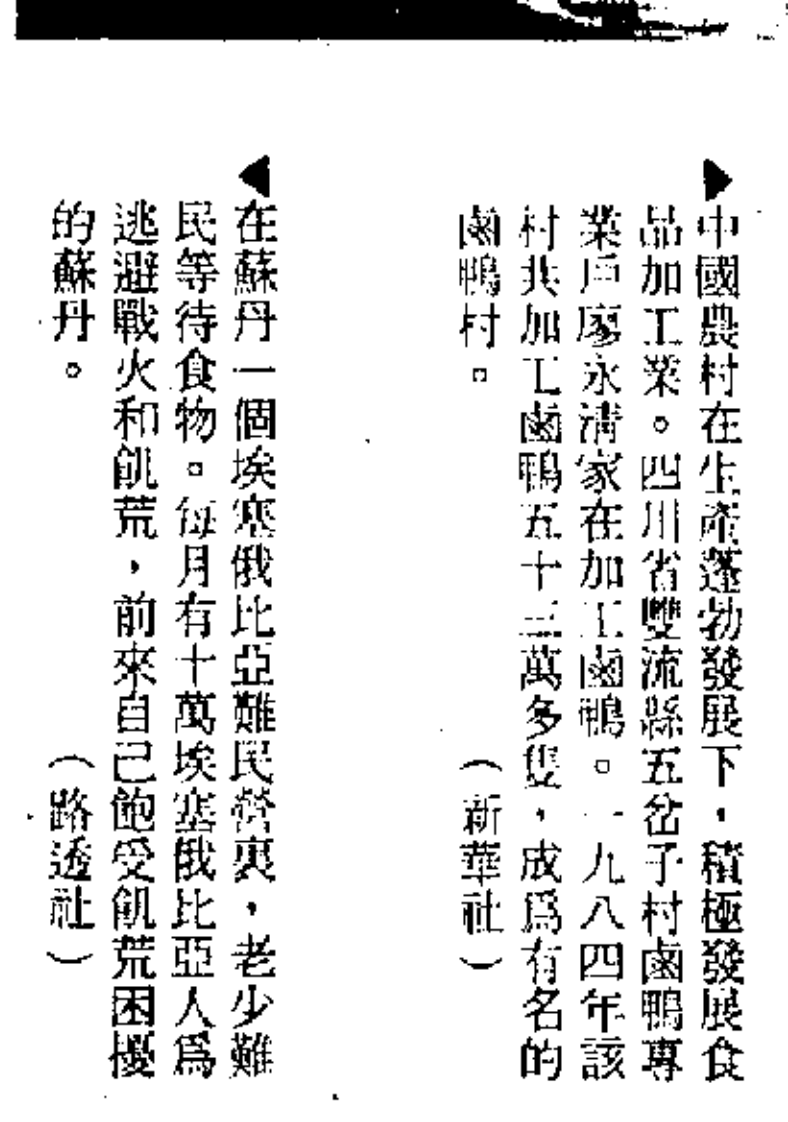 ▶中國農村在生產蓬勃發展下，積極發展食
品加工業。四川省雙流縣五岔子村鹵鴨專
業戶廖永清家在加工鹵鴨。一九八四年該
村共加工鹵鴨五十三萬多隻，成爲有名的
鹵鴨村。（新華社）
◀在蘇丹一個埃塞俄比亞難民營裏，老少難
民等待食物。每月有十萬埃塞俄比亞人爲
逃避戰火和飢荒，前來自己飽受飢荒困擾
的蘇丹。（路透社）